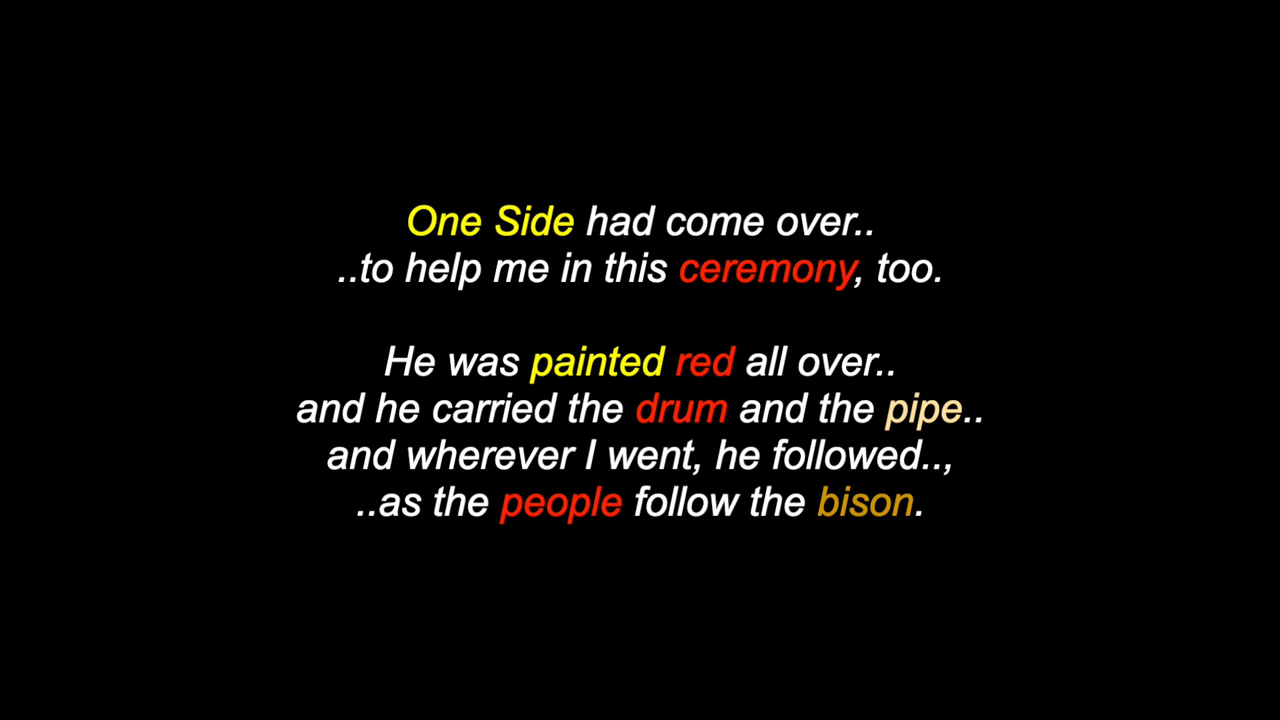 One Side had come over..
..to help me in this ceremony, too.
He was painted red all over..
and he carried the drum and the pipe..
and wherever I went, he followed..,
..as the people follow the bison.